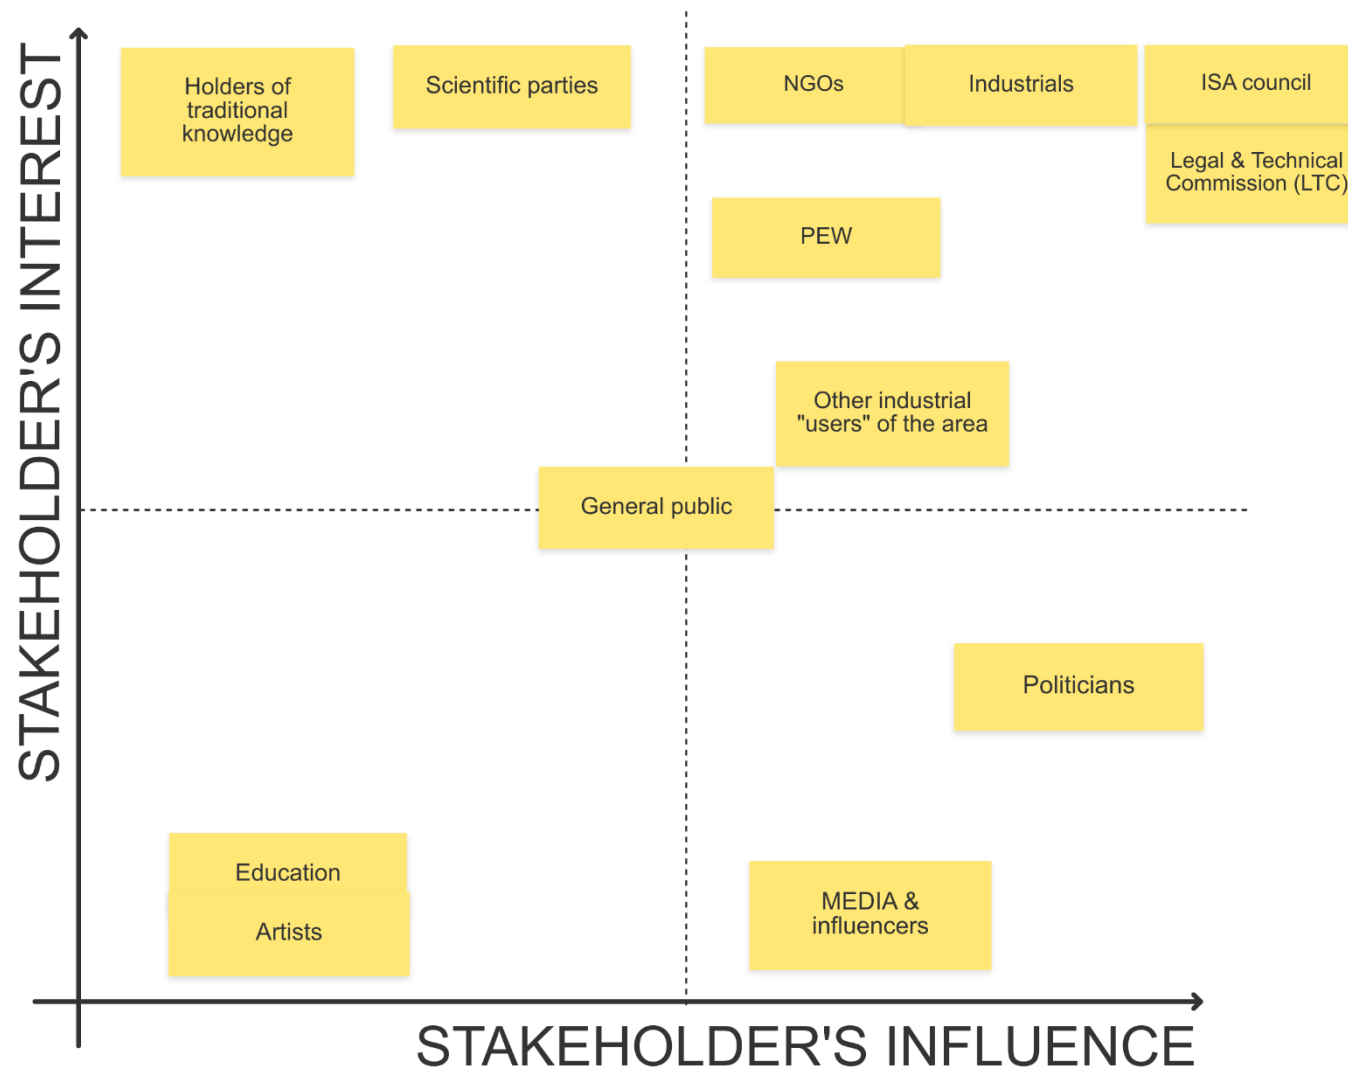 STAKEHOLDER'S INTEREST
Holders of
traditional
knowledge
Scientific parties
NGOs
Industrials
ISA council
Legal & Technical
Commission (LTC)
PEW
Other industrial
"users" of the area
General public
Politicians
Education
Artists
MEDIA &
influencers
STAKEHOLDER'S INFLUENCE